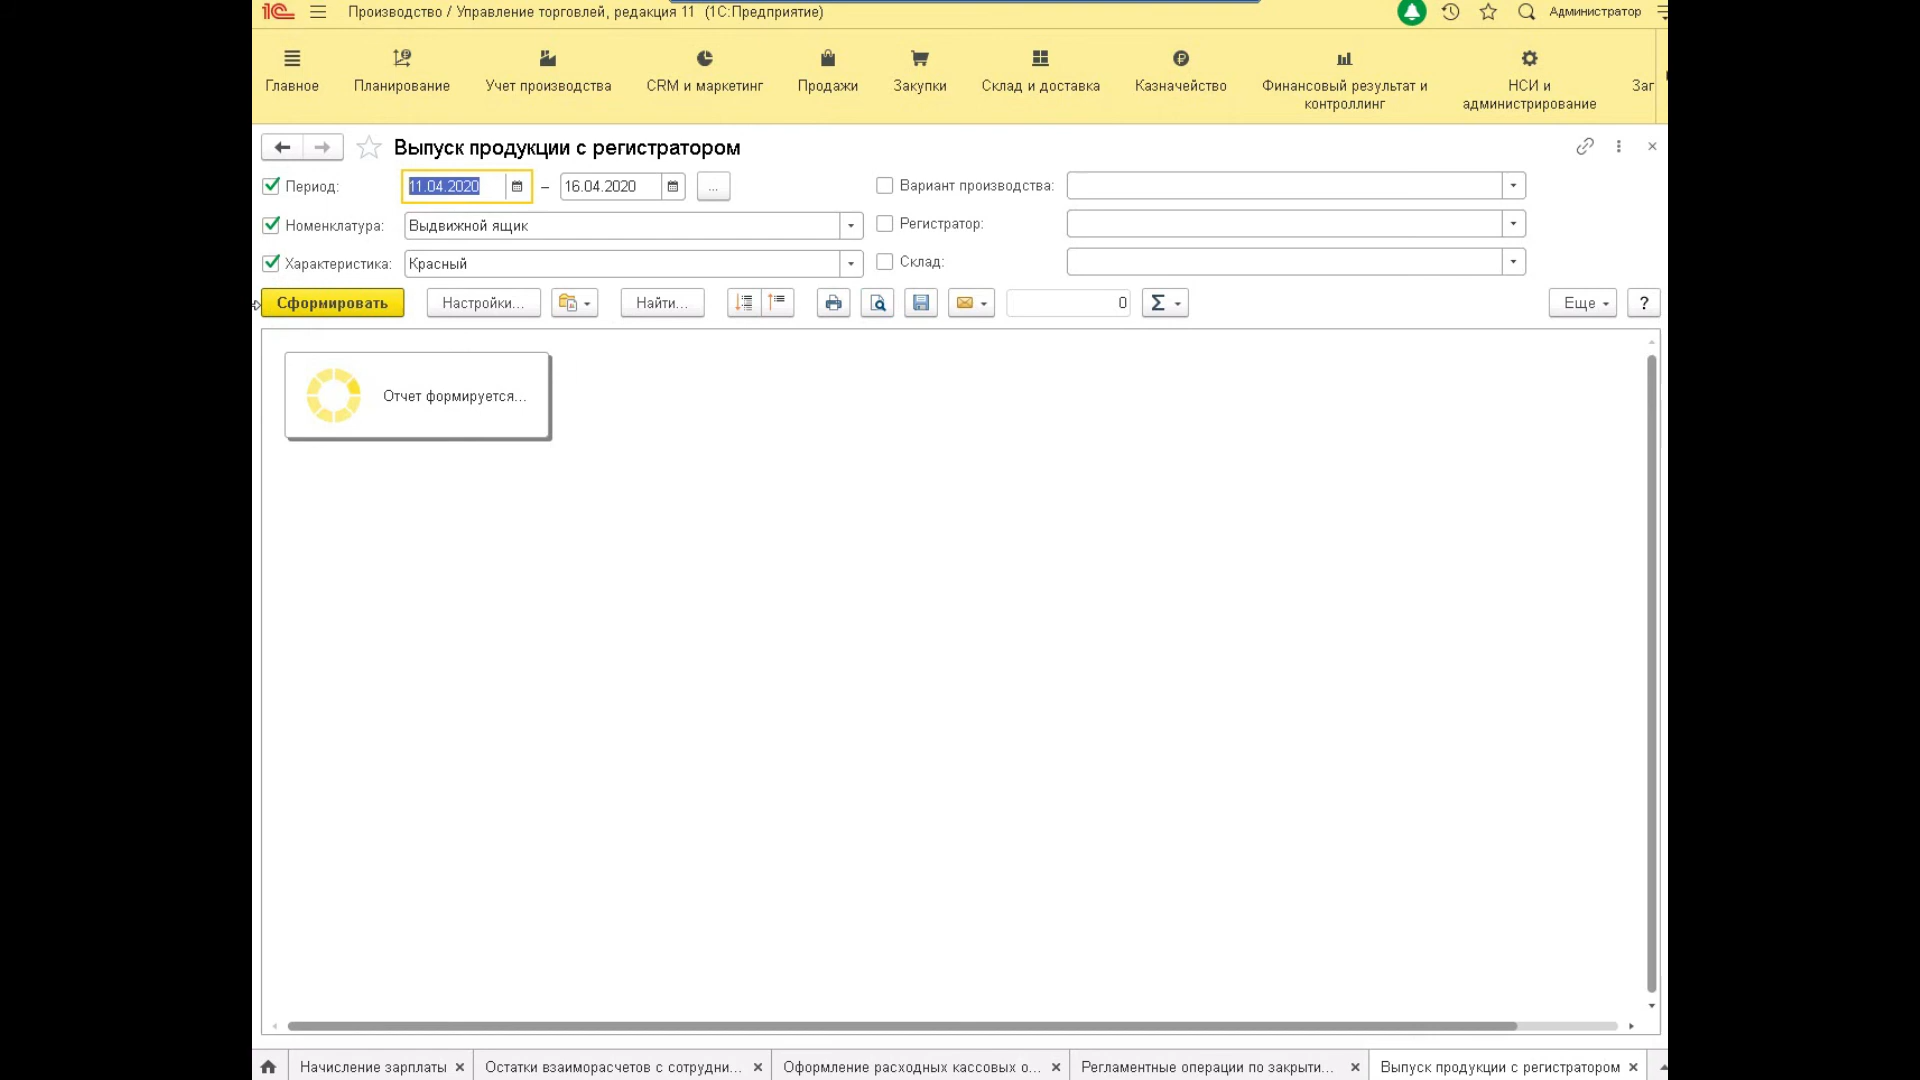 1С Производство / Управление торговлей, редакция 11 (1С:Предприятие) Администратор
Главное Планирование Учет производства CRM и маркетинг Продажи Закупки Склад и доставка Казначейство Финансовый результат и контроллинг НСИ и администрирование Заг
Выпуск продукции с регистратором
Период: 11.04.2020 – 16.04.2020 ... Вариант производства:
Номенклатура: Выдвижной ящик Регистратор:
Характеристика: Красный Склад:
Сформировать Настройки... Найти... 0 Σ Еще ?
Отчет формируется...
Начисление зарплаты Остатки взаиморасчетов с сотрудни... Оформление расходных кассовых о... Регламентные операции по закрыти... Выпуск продукции с регистратором